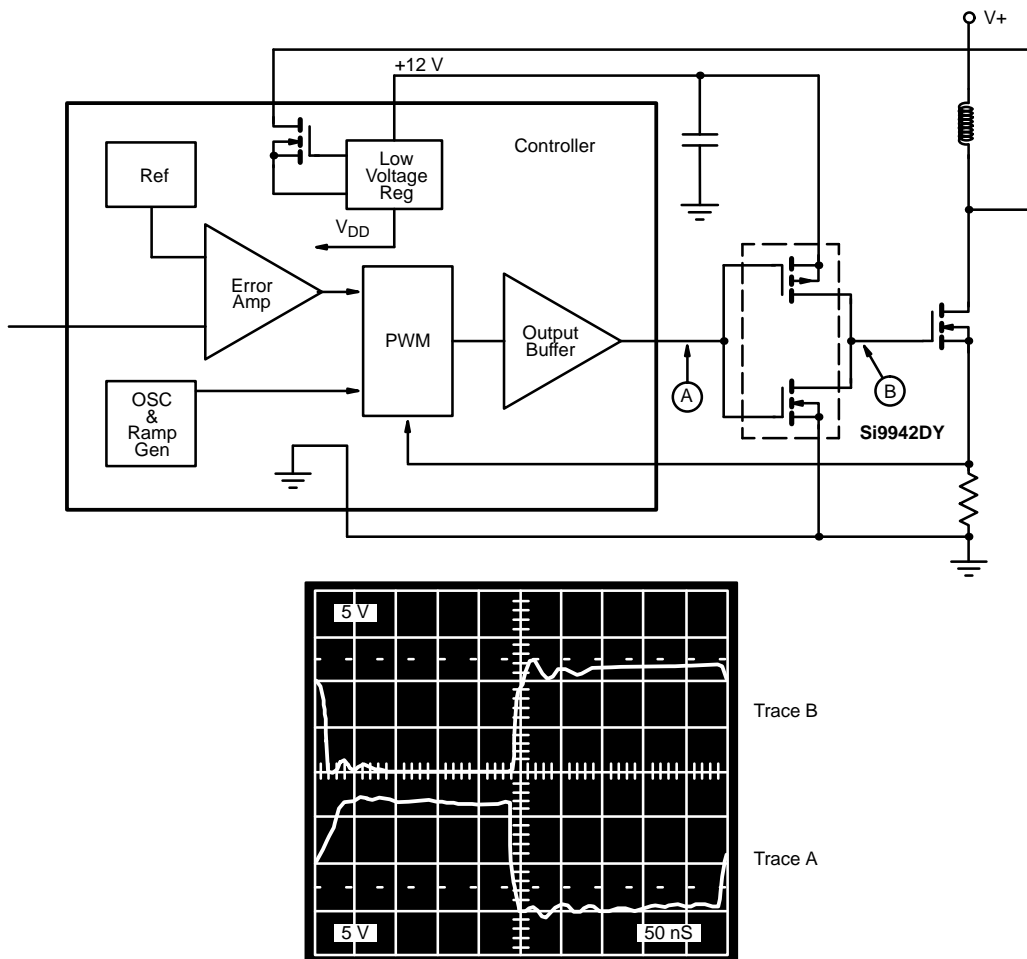 V+
+12 V
Controller
Ref
Low
Voltage
Reg
VDD
Error
Amp
PWM
Output
Buffer
A
B
OSC
&
Ramp
Gen
Si9942DY
5 V
Trace B
Trace A
5 V
50 nS